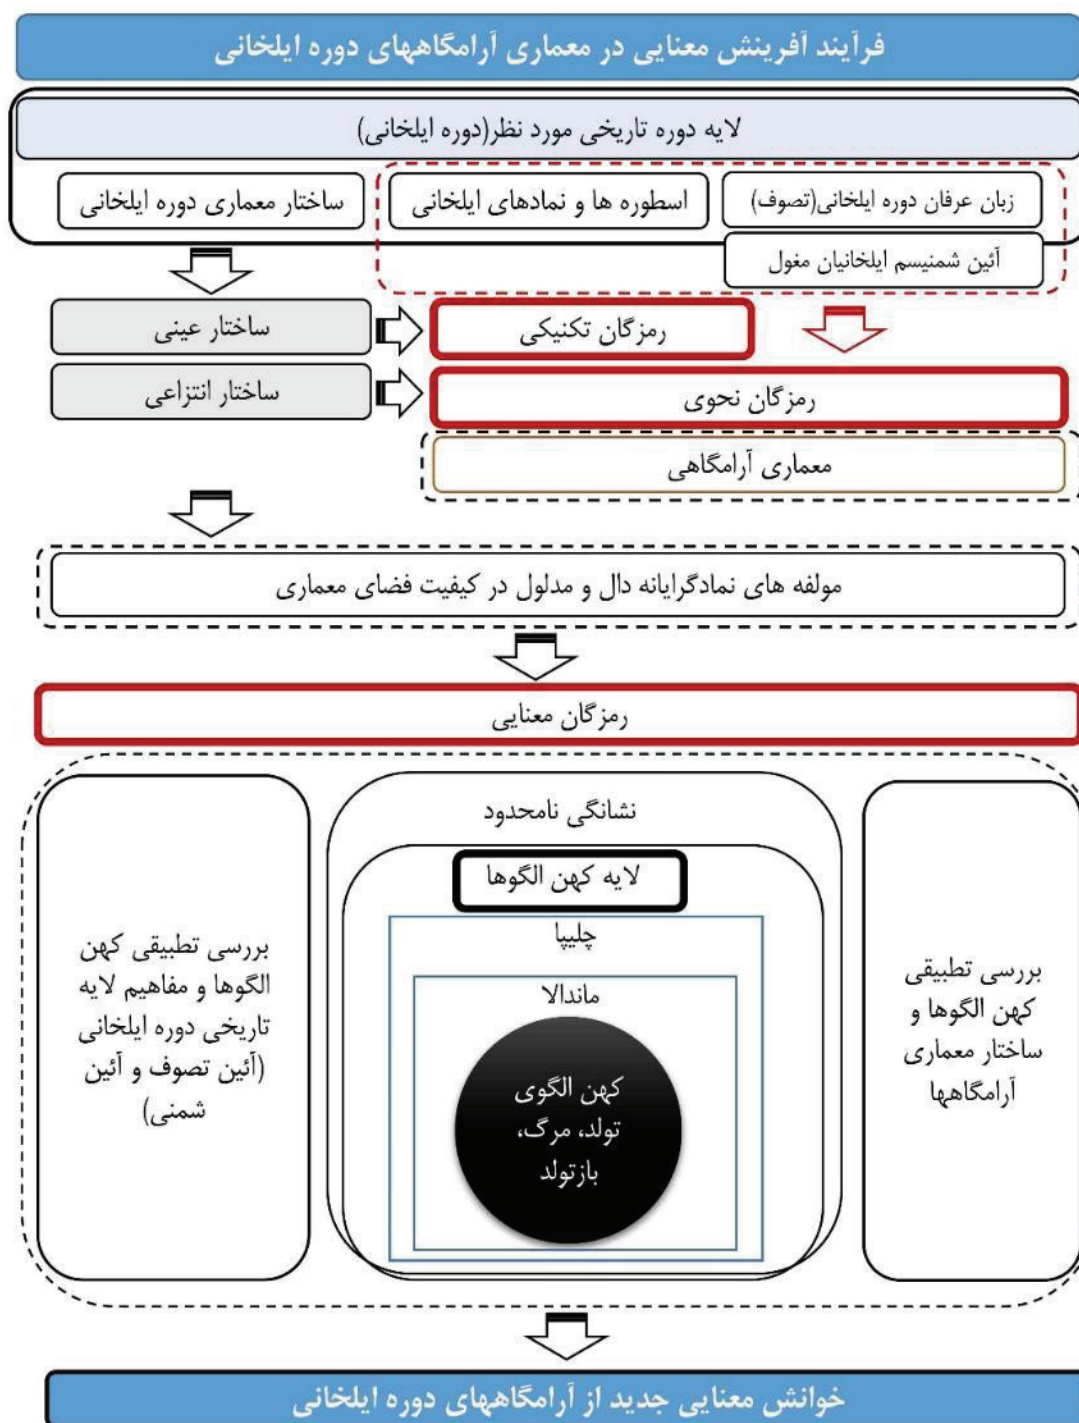 فرآیند آفرینش معنایی در معماری آرامگاههای دوره ایلخانی
لایه دوره تاریخی مورد نظر(دوره ایلخانی)
زبان عرفان دوره ایلخانی(تصوف)
اسطوره ها و نمادهای ایلخانی
ساختار معماری دوره ایلخانی
آئین شمنیسم ایلخانیان مغول
رمزگان تکنیکی
ساختار عینی
رمزگان نحوی
ساختار انتزاعی
معماری آرامگاهی
مولفه های نمادگرایانه دال و مدلول در کیفیت فضای معماری
رمزگان معنایی
بررسی تطبیقی
کهن الگوها و
ساختار معماری
آرامگاهها
نشانگی نامحدود
لایه کهن الگوها
چلیپا
ماندالا
کهن الگوی
تولد، مرگ،
بازتولد
بررسی تطبیقی کهن
الگوها و مفاهیم لایه
تاریخی دوره ایلخانی
(آئین تصوف و آئین
شمنی)
خوانش معنایی جدید از آرامگاههای دوره ایلخانی